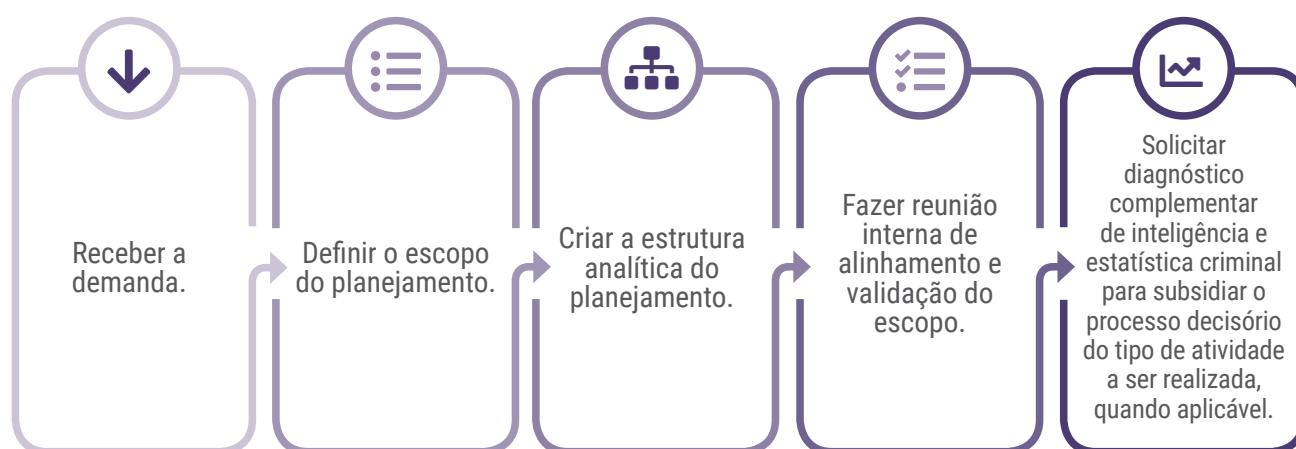 Receber a
demanda.
Definir o escopo
do planejamento.
Criar a estrutura
analítica do
planejamento.
Fazer reunião
interna de
alinhamento e
validação do
escopo.
Solicitar
diagnóstico
complementar
de inteligência e
estatística criminal
para subsidiar o
processo decisório
do tipo de atividade
a ser realizada,
quando aplicável.